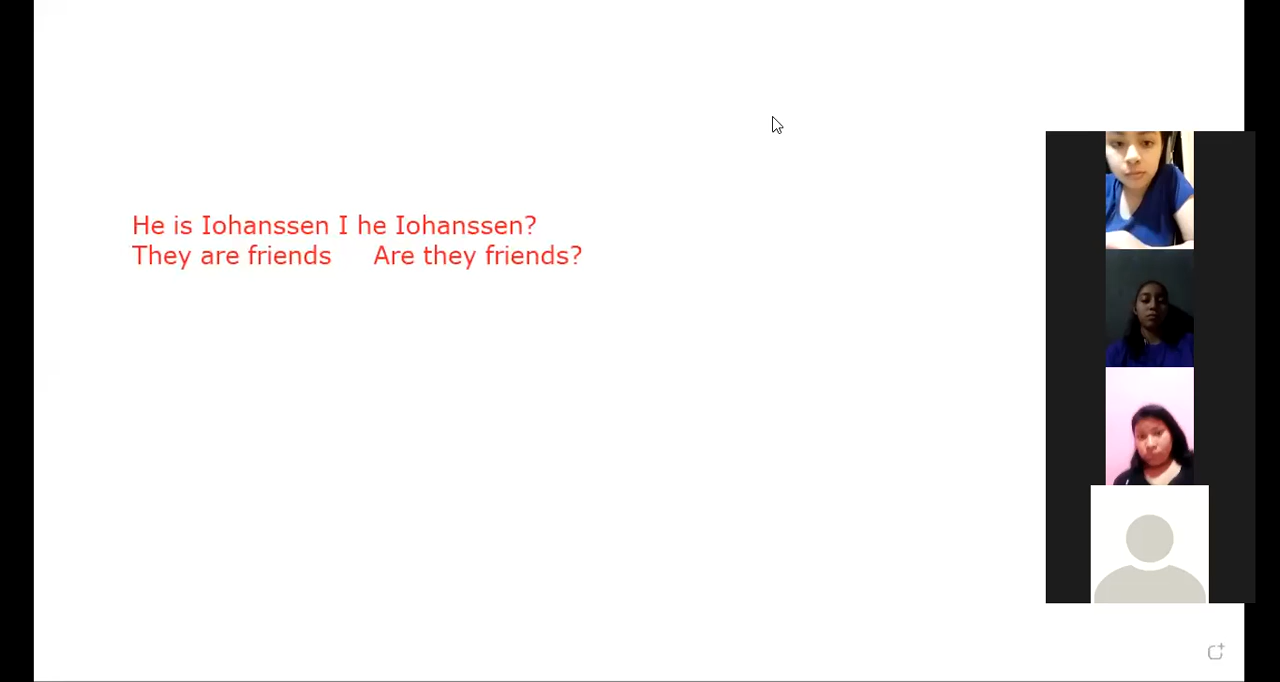 He is Iohanssen I he Iohanssen?
They are friends Are they friends?